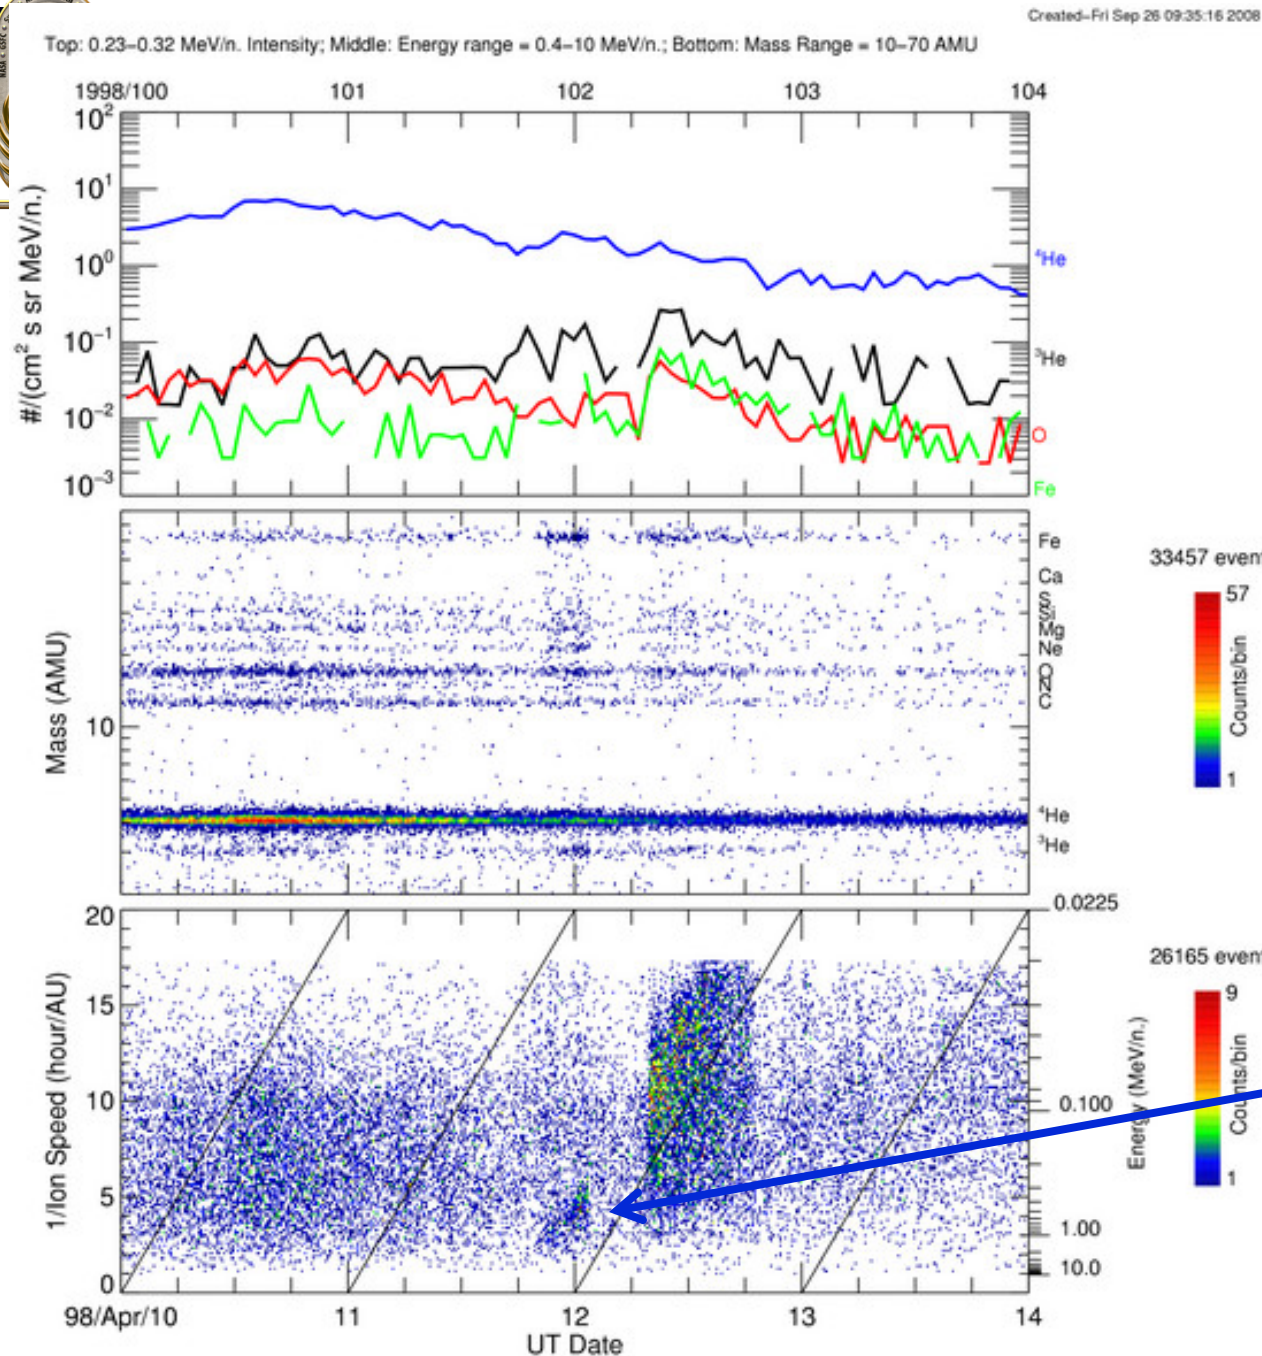 Created-Fri Sep 26 09:35:16 2008
Top: 0.23-0.32 MeV/n. Intensity; Middle: Energy range = 0.4-10 MeV/n.; Bottom: Mass Range = 10-70 AMU
1998/100 101 102 103 104
10²
10¹
10⁰
10⁻¹
10⁻²
10⁻³
#/(cm² s sr MeV/n.)
⁴He
³He
O
Fe
Mass (AMU)
10
Fe
Ca
S
Si
Mg
Ne
O
N
C
⁴He
³He
33457 event
57
Counts/bin
1
1/Ion Speed (hour/AU)
20
15
10
5
0
0.0225
0.100
1.00
10.0
Energy (MeV/n.)
26165 event
9
Counts/bin
1
98/Apr/10 11 12 13 14
UT Date